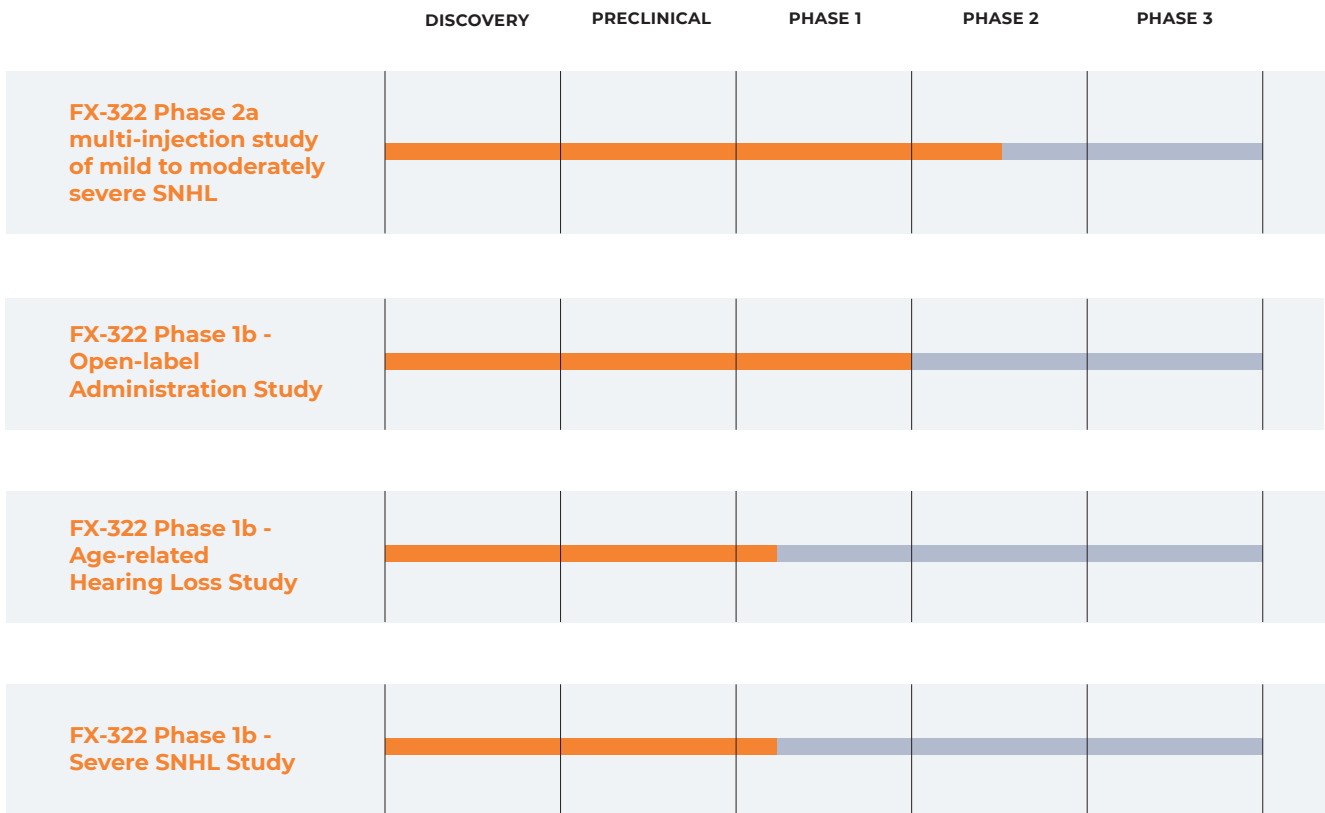 DISCOVERY PRECLINICAL PHASE 1 PHASE 2 PHASE 3
FX-322 Phase 2a
multi-injection study
of mild to moderately
severe SNHL
FX-322 Phase 1b -
Open-label
Administration Study
FX-322 Phase 1b -
Age-related
Hearing Loss Study
FX-322 Phase 1b -
Severe SNHL Study